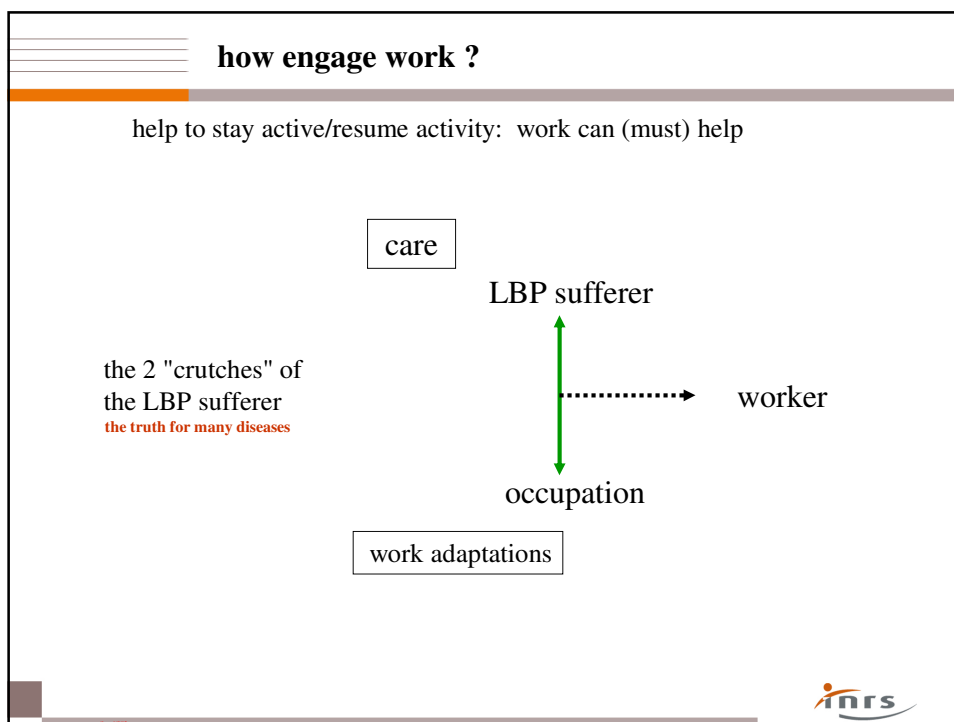 how engage work ?
help to stay active/resume activity:  work can (must) help
care
LBP sufferer
the 2 "crutches" of
the LBP sufferer
the truth for many diseases
worker
occupation
work adaptations
inrs